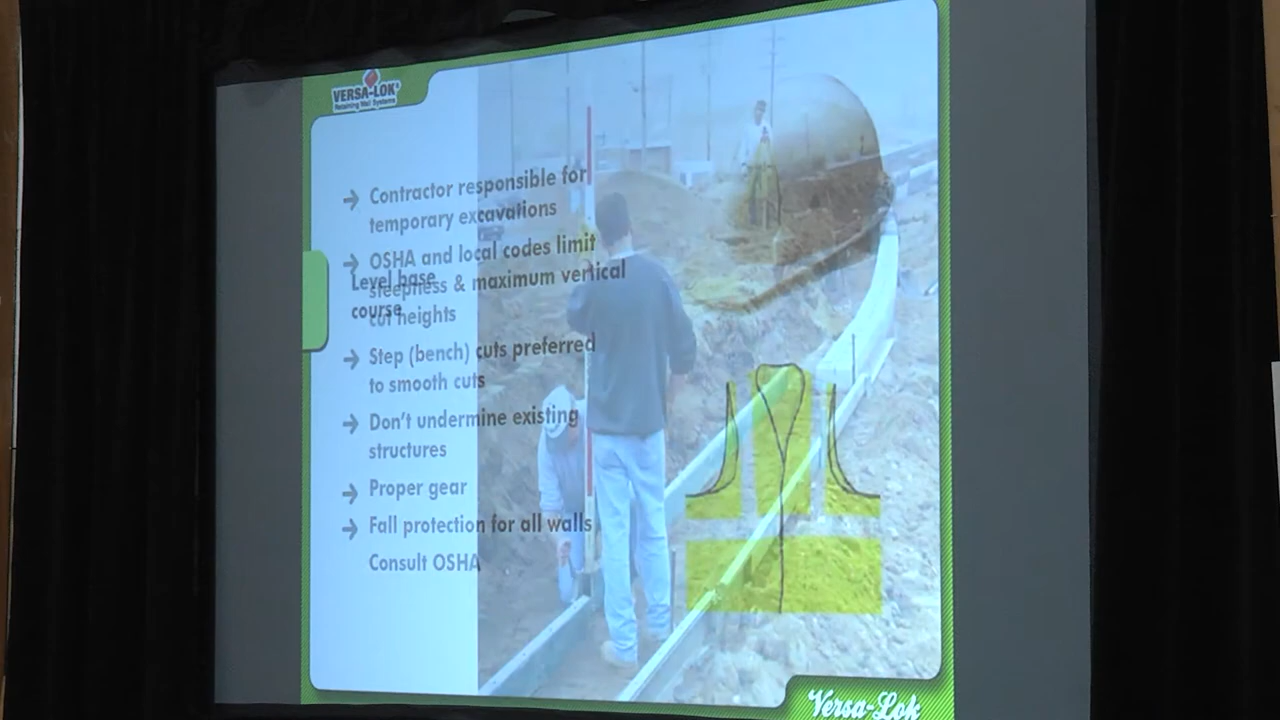 VERSA-LOK®
Retaining Wall Systems
Contractor responsible for
temporary excavations
OSHA and local codes limit
Level base
steepness & maximum vertical
course
cut heights
Step (bench) cuts preferred
to smooth cuts
Don't undermine existing
structures
Proper gear
Fall protection for all walls
Consult OSHA
Versa-Lok